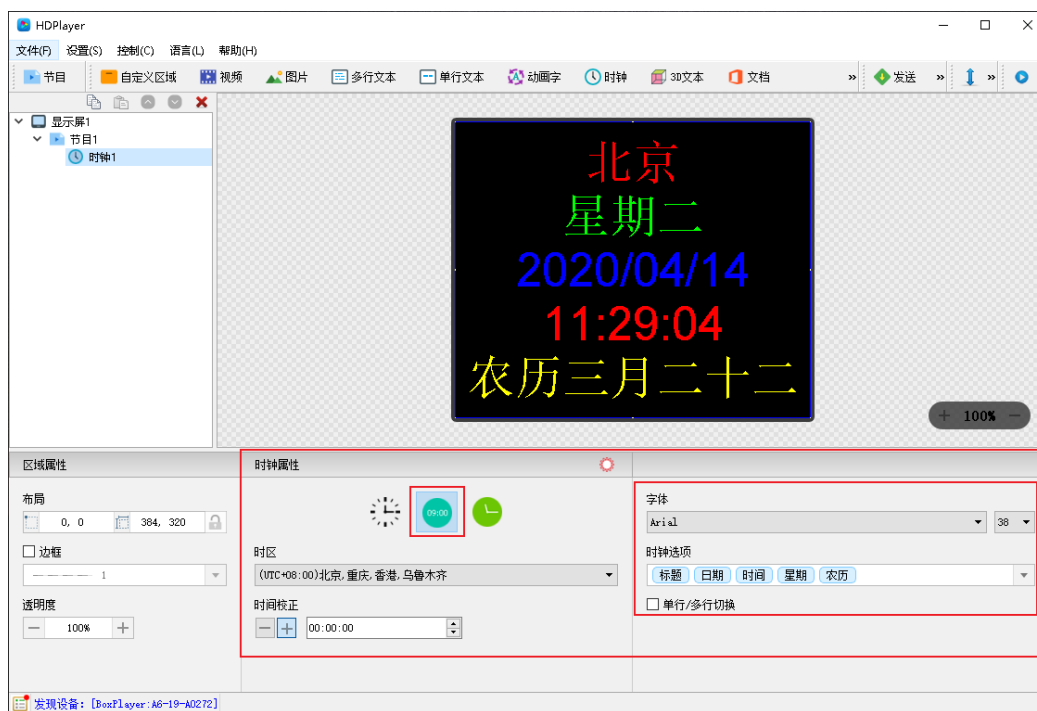 HDPlayer
文件(F) 设置(S) 控制(C) 语言(L) 帮助(H)
节目 自定义区域 视频 图片 多行文本 单行文本 动画字 时钟 3D文本 文档 » 发送 » »
显示屏1
节目1
时钟1
北京
星期二
2020/04/14
11:29:04
农历三月二十二
+ 100% −
区域属性
布局
0, 0 384, 320
边框
1
透明度
− 100% +
时钟属性
09:00
时区
(UTC+08:00)北京,重庆,香港,乌鲁木齐
时间校正
− + 00:00:00
字体
Arial 38
时钟选项
标题 日期 时间 星期 农历
单行/多行切换
发现设备: [BoxPlayer:A6-19-A0272]